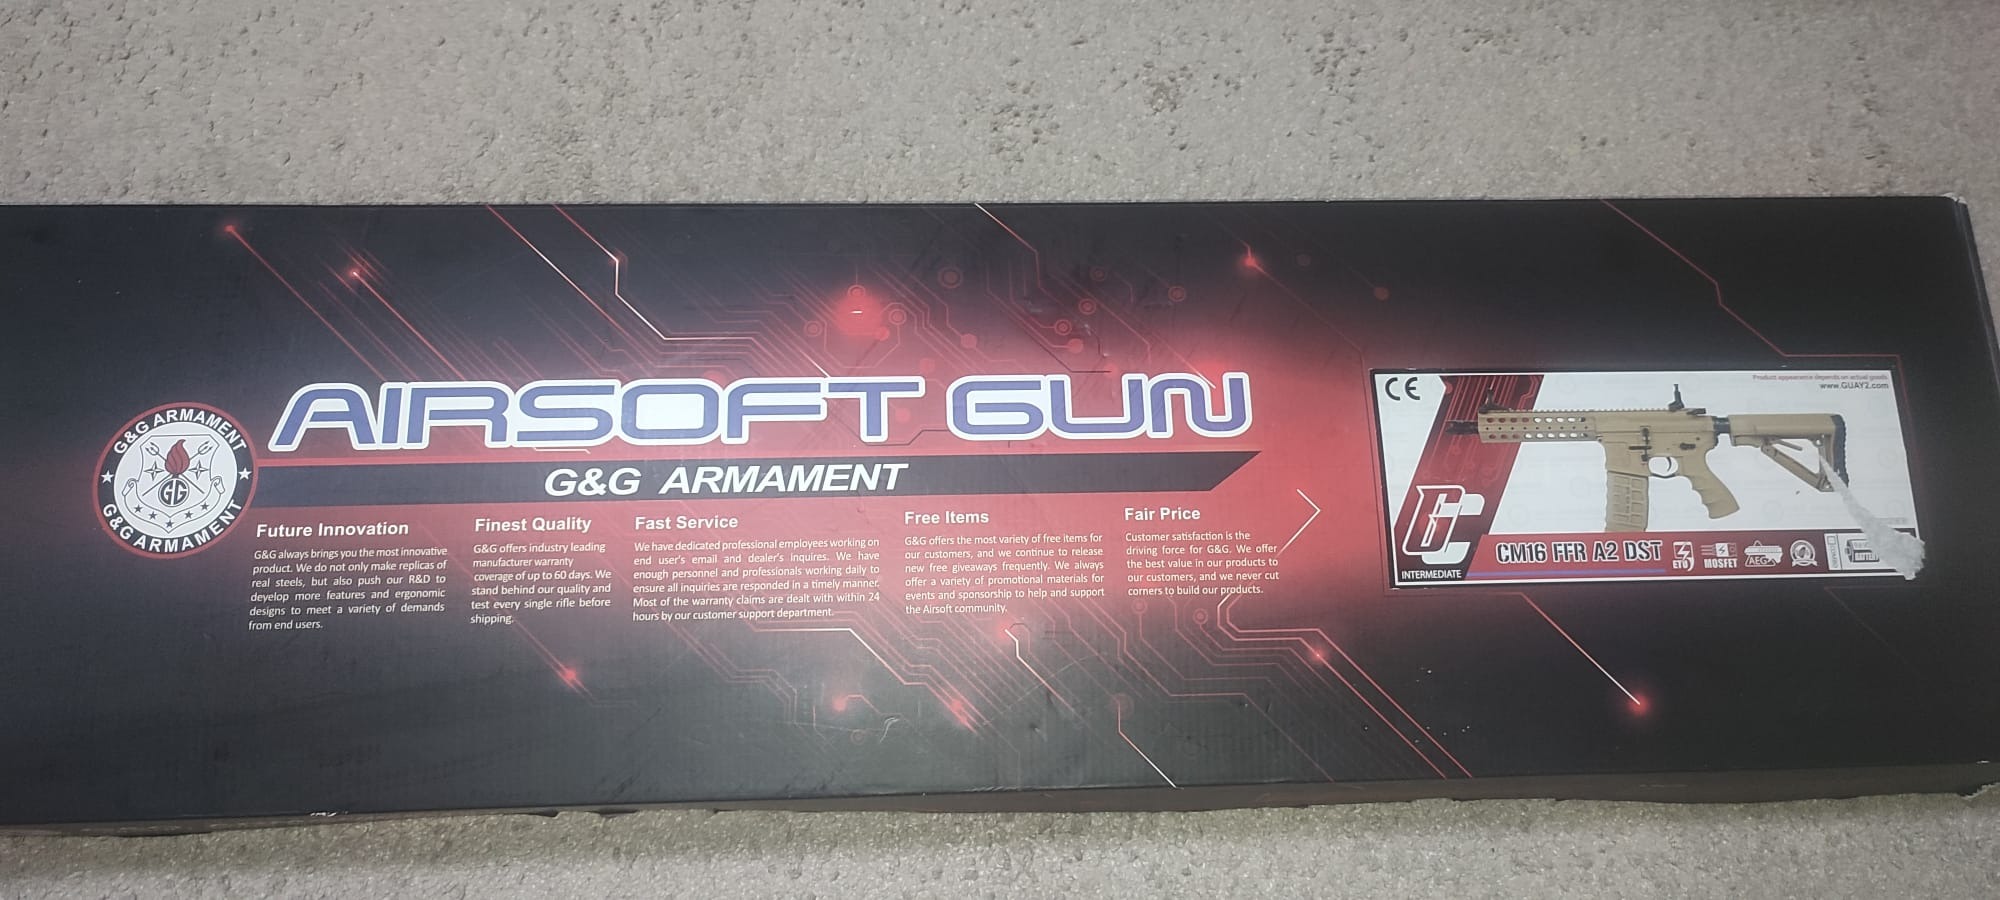 AIRSOFT GUN
G&G ARMAMENT
G&G ARMAMENT
GG
G&G ARMAMENT
Future Innovation
G&G always brings you the most innovative
product. We do not only make replicas of
real steels, but also push our R&D to
develop more features and ergonomic
designs to meet a variety of demands
from end users.
Finest Quality
G&G offers industry leading
manufacturer warranty
coverage of up to 60 days. We
stand behind our quality and
test every single rifle before
shipping.
Fast Service
We have dedicated professional employees working on
end user's email and dealer's inquires. We have
enough personnel and professionals working daily to
ensure all inquiries are responded in a timely manner.
Most of the warranty claims are dealt with within 24
hours by our customer support department.
Free Items
G&G offers the most variety of free items for
our customers, and we continue to release
new free giveaways frequently. We always
offer a variety of promotional materials for
events and sponsorship to help and support
the Airsoft community.
Fair Price
Customer satisfaction is the
driving force for G&G. We offer
the best value in our products to
our customers, and we never cut
corners to build our products.
CE
Product appearance depends on actual goods
www.GUAY2.com
GC
INTERMEDIATE
CM16 FFR A2 DST
ETU
MOSFET
AEG